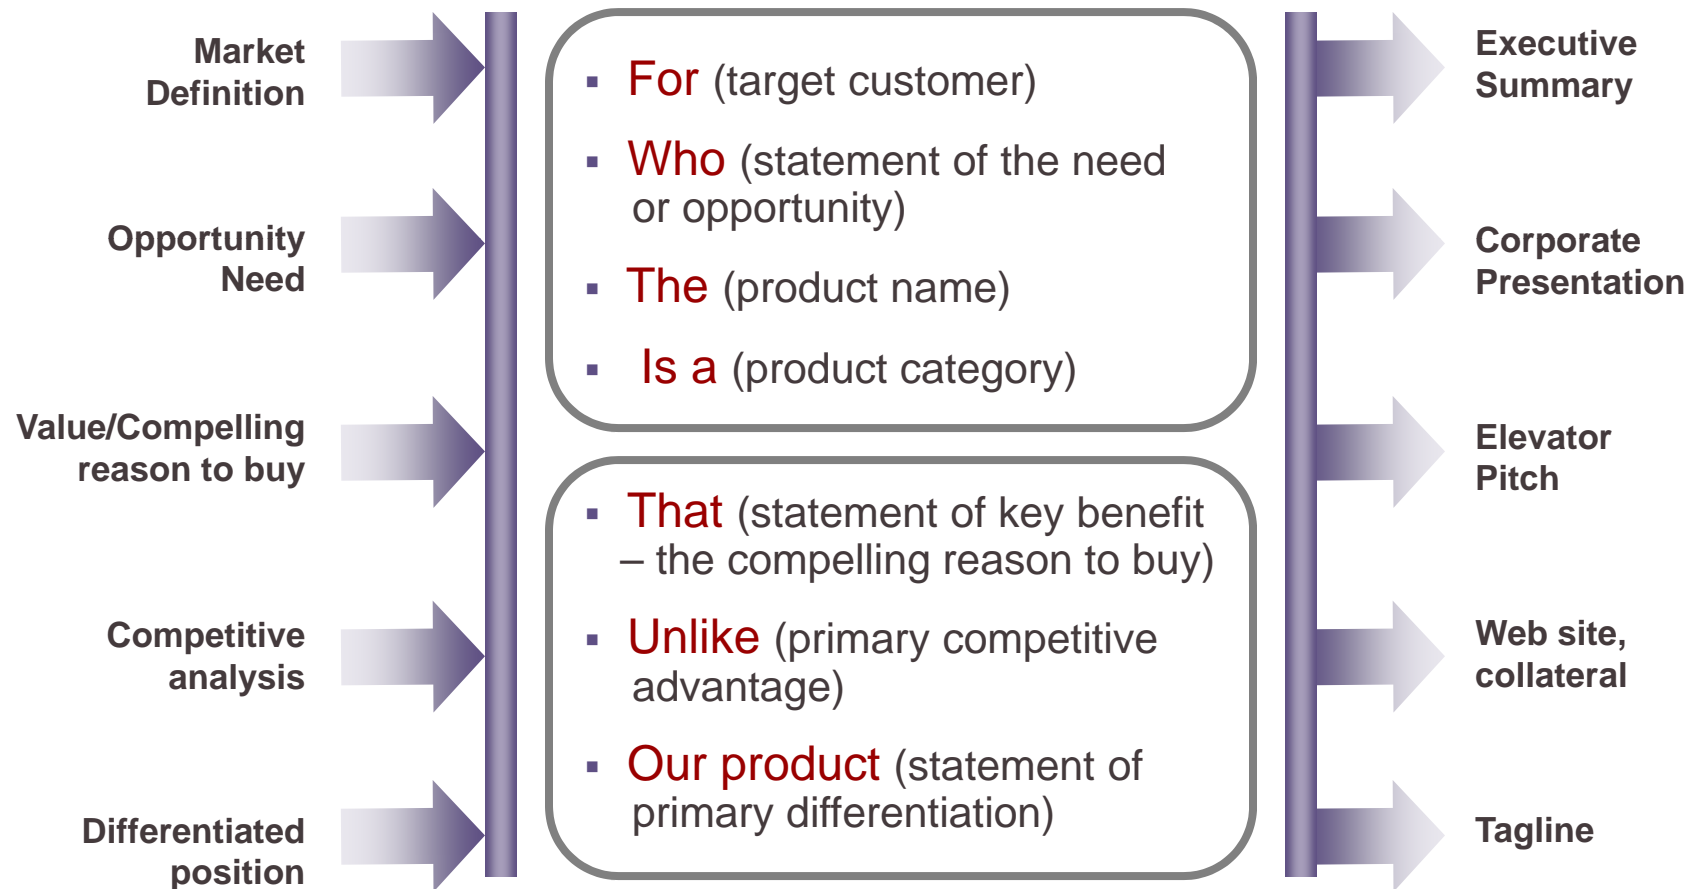 Market
Definition
Opportunity
Need
Value/Compelling
reason to buy
Competitive
analysis
Differentiated
position
▪ For (target customer)
▪ Who (statement of the need
or opportunity)
▪ The (product name)
▪ Is a (product category)
▪ That (statement of key benefit
– the compelling reason to buy)
▪ Unlike (primary competitive
advantage)
▪ Our product (statement of
primary differentiation)
Executive
Summary
Corporate
Presentation
Elevator
Pitch
Web site,
collateral
Tagline